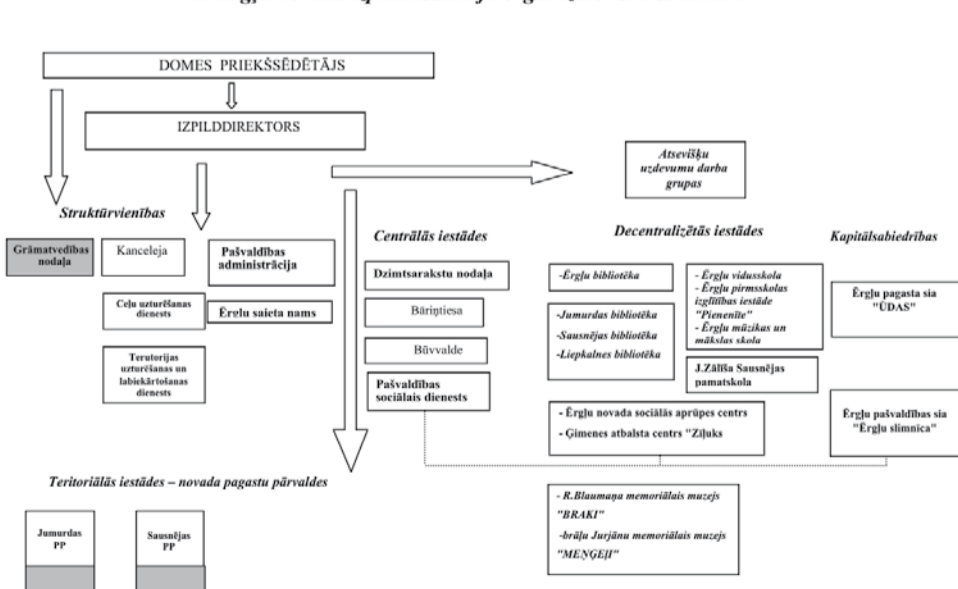 DOMES PRIEKŠSĒDĒTĀJS
IZPILDDIREKTORS
Atsevišķu
uzdevumu darba
grupas
Struktūrvienības
Centrālās iestādes
Decentralizētās iestādes
Kapitālsabiedrības
Grāmatvedības
nodaļa
Kanceleja
Pašvaldības
administrācija
Ceļu uzturēšanas
dienests
Ērgļu saieta nams
Terutorijas
uzturēšanas un
labiekārtošanas
dienests
Dzimtsarakstu nodaļa
Bāriņtiesa
Būvvalde
Pašvaldības
sociālais dienests
-Ērgļu bibliotēka
-Jumurdas bibliotēka
-Sausnējas bibliotēka
-Liepkalnes bibliotēka
- Ērgļu vidusskola
- Ērgļu pirmsskolas
izglītības iestāde
"Pienenīte"
- Ērgļu mūzikas un
mākslas skola
J.Zālīša Sausnējas
pamatskola
- Ērgļu novada sociālās aprūpes centrs
- Ģimenes atbalsta centrs "Zīļuks
Ērgļu pagasta sia
"ŪDAS"
Ērgļu pašvaldības sia
"Ērgļu slimnīca"
- R.Blaumaņa memoriālais muzejs
"BRAKI"
-brāļu Jurjānu memoriālais muzejs
"MEŅĢEĻI"
Teritoriālās iestādes – novada pagastu pārvaldes
Jumurdas
PP
Sausnējas
PP